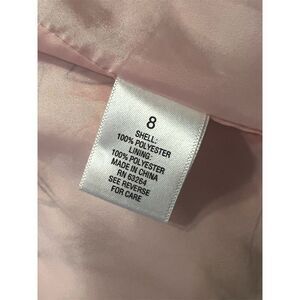 8
SHELL:
100% POLYESTER
LINING:
100% POLYESTER
MADE IN CHINA
RN 63264
SEE REVERSE
FOR CARE